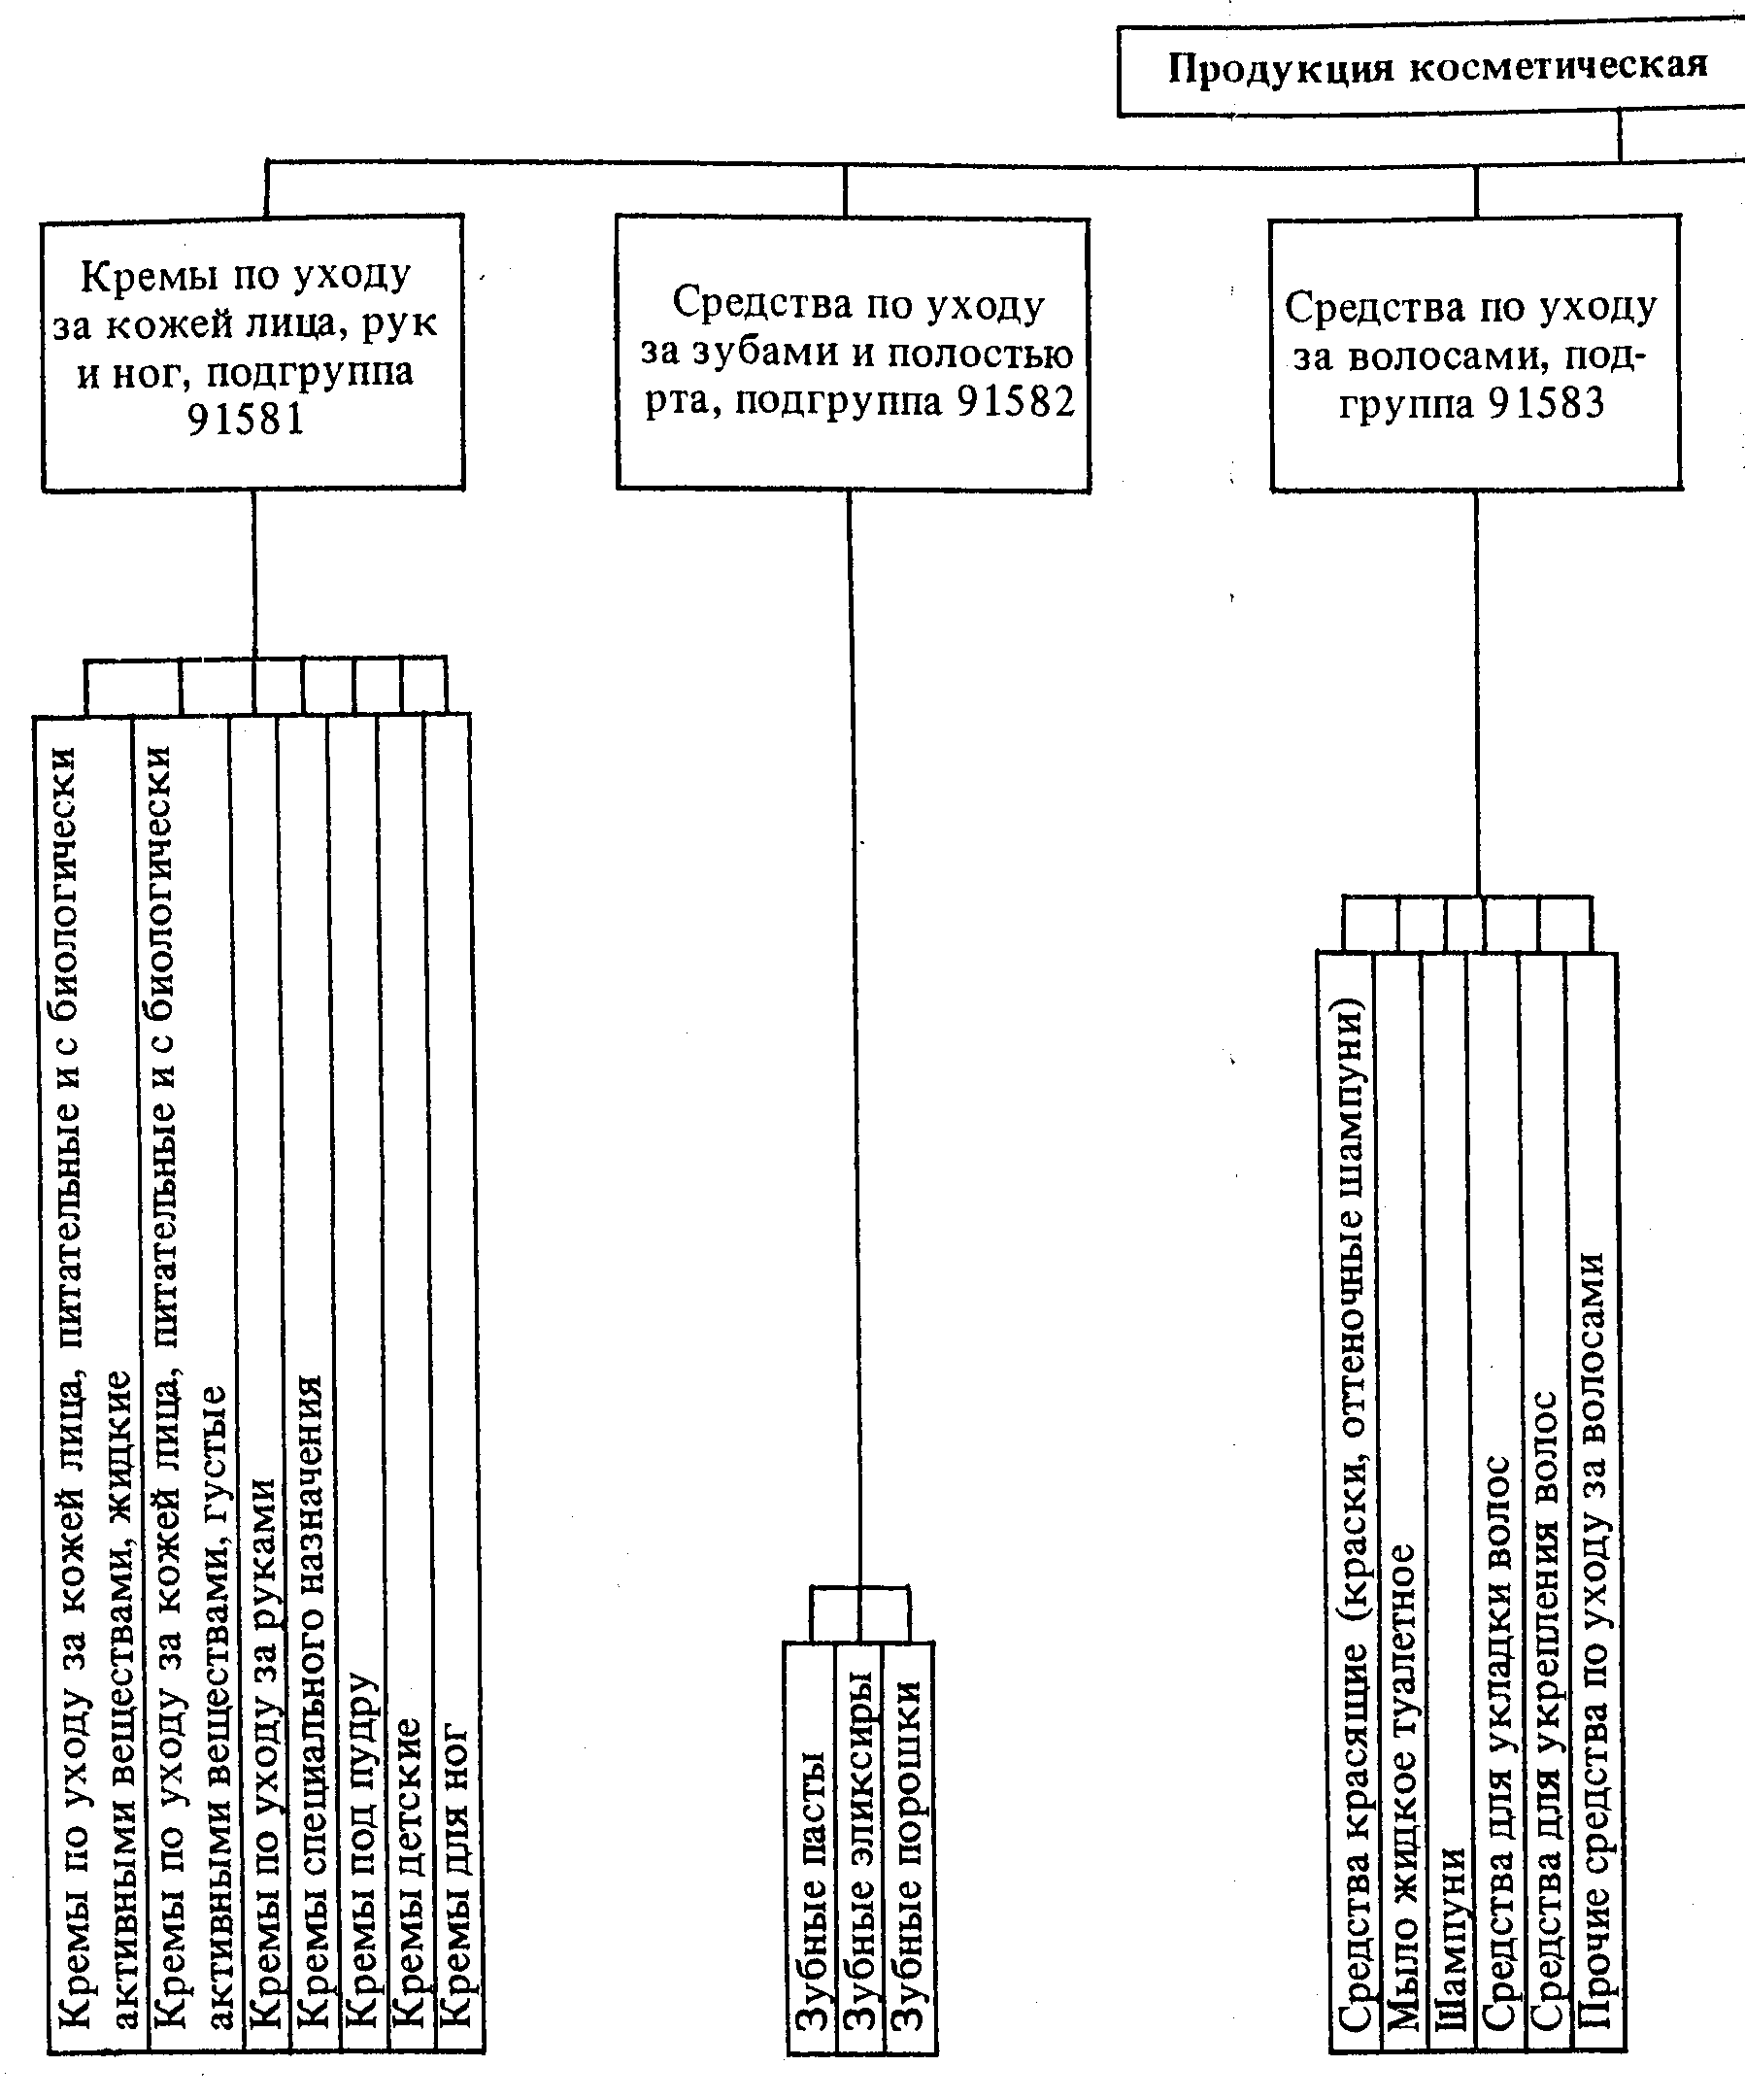 Продукция косметическая
Кремы по уходу
за кожей лица, рук
и ног, подгруппа
91581
Средства по уходу
за зубами и полостью
рта, подгруппа 91582
Средства по уходу
за волосами, под-
группа 91583
Кремы по уходу за кожей лица, питательные и с биологически
активными веществами, жидкие
Кремы по уходу за кожей лица, питательные и с биологически
активными веществами, густые
Кремы по уходу за руками
Кремы специального назначения
Кремы под пудру
Кремы детские
Кремы для ног
Зубные пасты
Зубные эликсиры
Зубные порошки
Средства красящие (краски, оттеночные шампуни)
Мыло жидкое туалетное
Шампуни
Средства для укладки волос
Средства для укрепления волос
Прочие средства по уходу за волосами